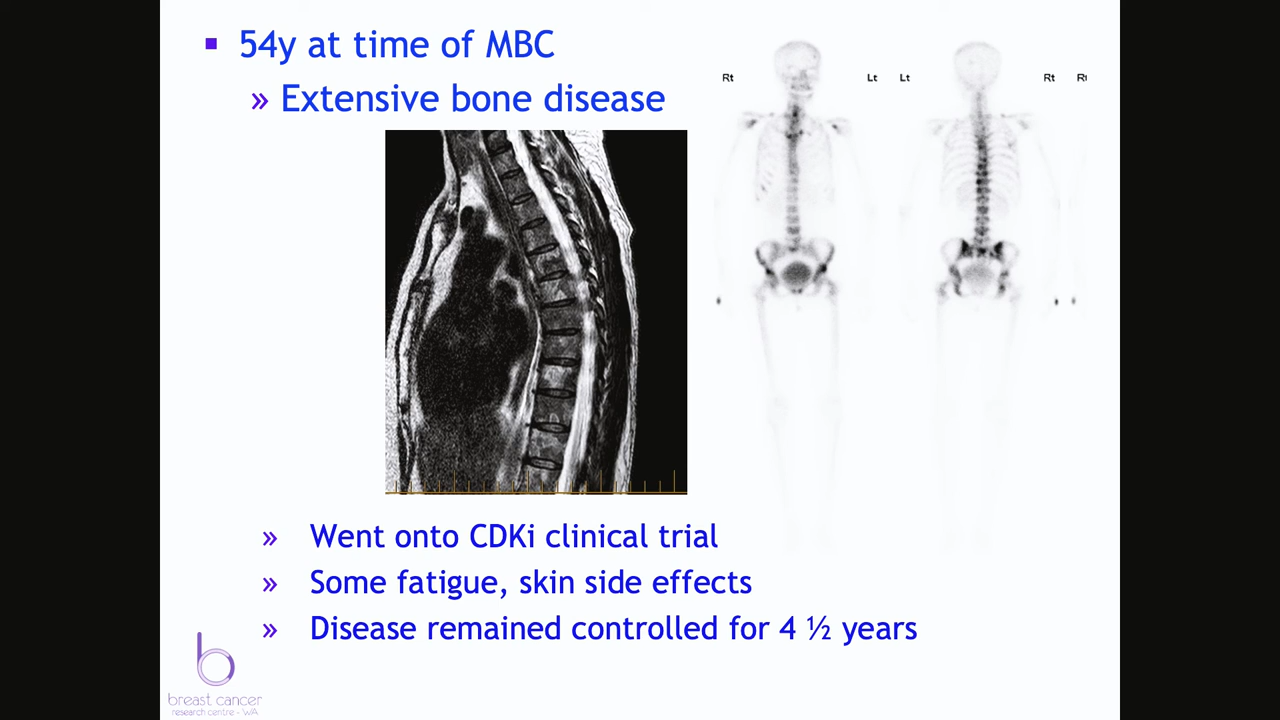 54y at time of MBC
» Extensive bone disease
Rt Lt Lt Rt Rt
» Went onto CDKi clinical trial
» Some fatigue, skin side effects
» Disease remained controlled for 4 ½ years
breast cancer
research centre - WA